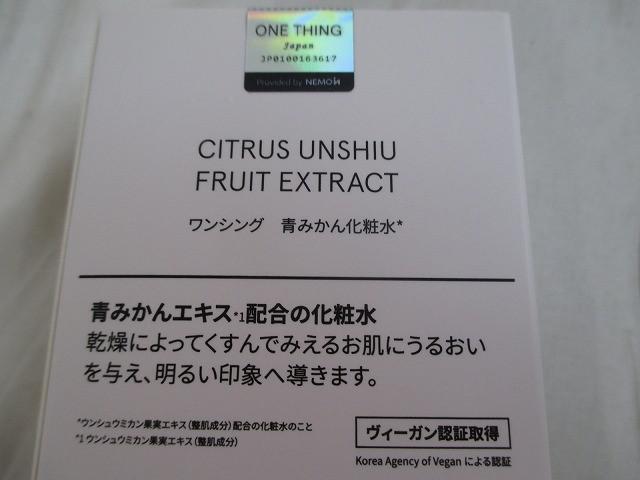 ONE THING
Japan
JP0100163617
Provided by NEMOʜ
CITRUS UNSHIU
FRUIT EXTRACT
ワンシング 青みかん化粧水*
青みかんエキス*1配合の化粧水
乾燥によってくすんでみえるお肌にうるおい
を与え、明るい印象へ導きます。
*ウンシュウミカン果実エキス（整肌成分）配合の化粧水のこと
*1 ウンシュウミカン果実エキス（整肌成分）
ヴィーガン認証取得
Korea Agency of Vegan による認証